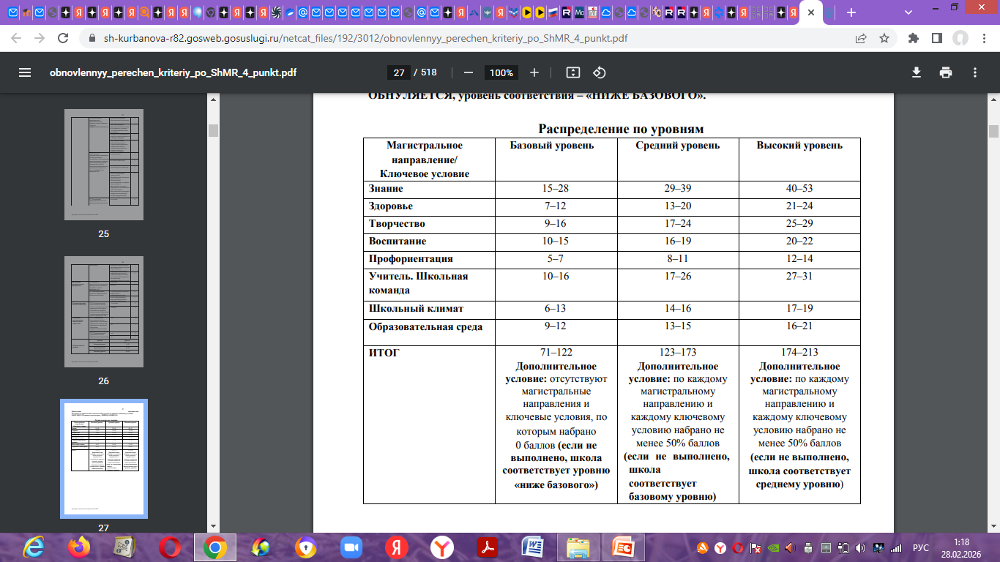 sh-kurbanova-r82.gosweb.gosuslugi.ru/netcat_files/192/3012/obnovlennyy_perechen_kriteriy_po_ShMR_4_punkt.pdf
obnovlennyy_perechen_kriteriy_po_ShMR_4_punkt.pdf
27 / 518
100%
25
26
27
ОБНУЛЯЕТСЯ, уровень соответствия – «НИЖЕ БАЗОВОГО».
Распределение по уровням
Магистральное направление/ Ключевое условие
Базовый уровень
Средний уровень
Высокий уровень
Знание 15–28 29–39 40–53
Здоровье 7–12 13–20 21–24
Творчество 9–16 17–24 25–29
Воспитание 10–15 16–19 20–22
Профориентация 5–7 8–11 12–14
Учитель. Школьная команда 10–16 17–26 27–31
Школьный климат 6–13 14–16 17–19
Образовательная среда 9–12 13–15 16–21
ИТОГ
71–122
Дополнительное
условие: отсутствуют
магистральные
направления и
ключевые условия, по
которым набрано
0 баллов (если не
выполнено, школа
соответствует уровню
«ниже базового»)
123–173
Дополнительное
условие: по каждому
магистральному
направлению и
каждому ключевому
условию набрано не
менее 50% баллов
(если не выполнено,
школа
соответствует
базовому уровню)
174–213
Дополнительное
условие: по каждому
магистральному
направлению и
каждому ключевому
условию набрано не
менее 50% баллов
(если не выполнено,
школа соответствует
среднему уровню)
РУС
1:18
28.02.2026